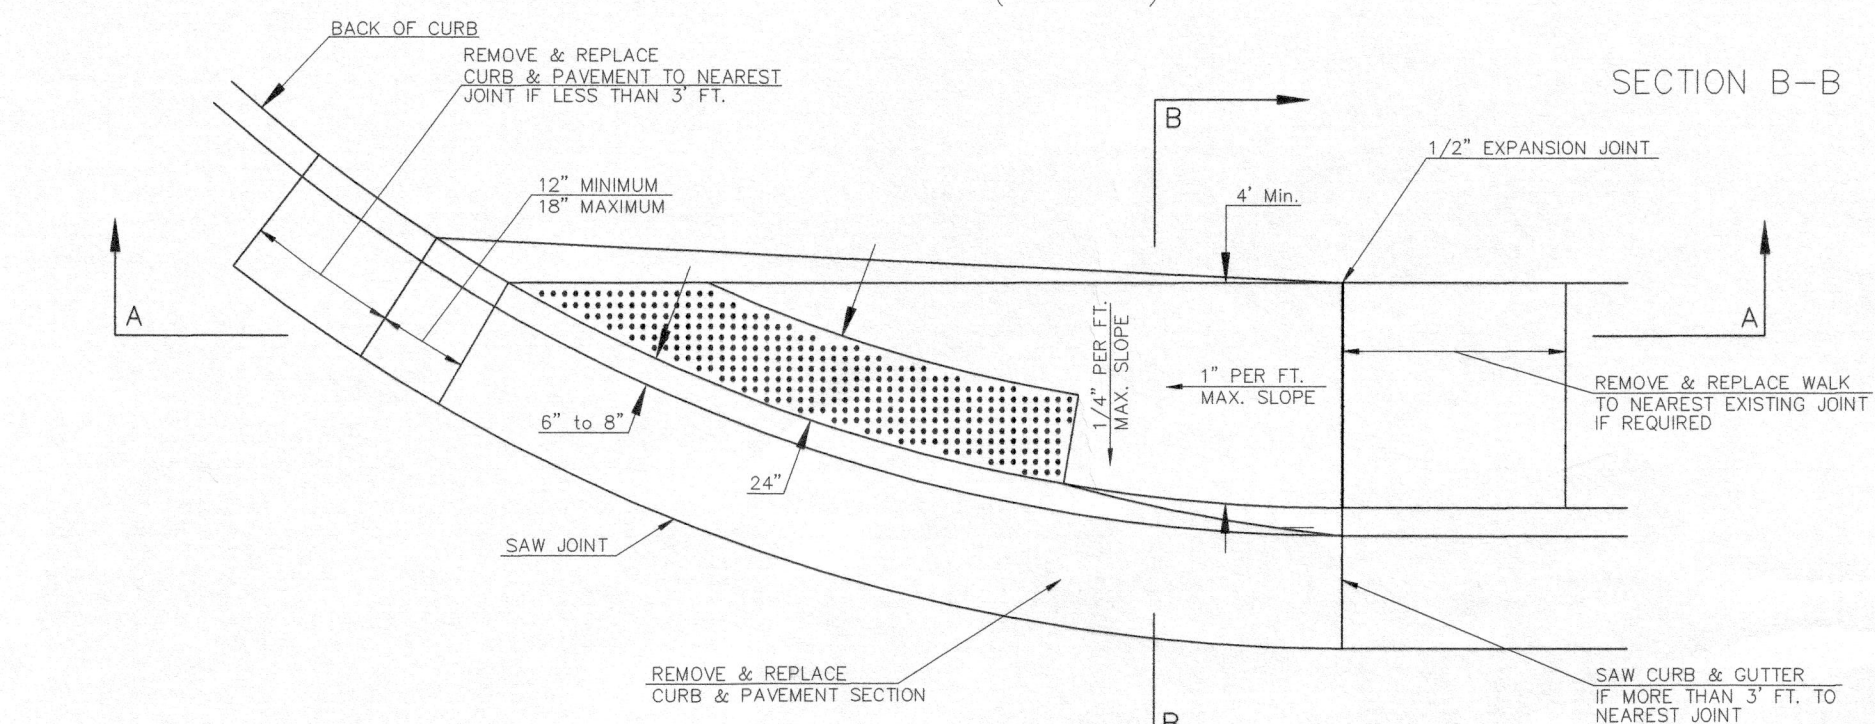 BACK OF CURB
REMOVE & REPLACE
CURB & PAVEMENT TO NEAREST
JOINT IF LESS THAN 3' FT.
SECTION B-B
B
1/2" EXPANSION JOINT
12" MINIMUM
18" MAXIMUM
4' Min.
A
A
1/4" PER FT.
MAX. SLOPE
1" PER FT.
MAX. SLOPE
REMOVE & REPLACE WALK
TO NEAREST EXISTING JOINT
IF REQUIRED
6" to 8"
24"
SAW JOINT
REMOVE & REPLACE
CURB & PAVEMENT SECTION
SAW CURB & GUTTER
IF MORE THAN 3' FT. TO
NEAREST JOINT